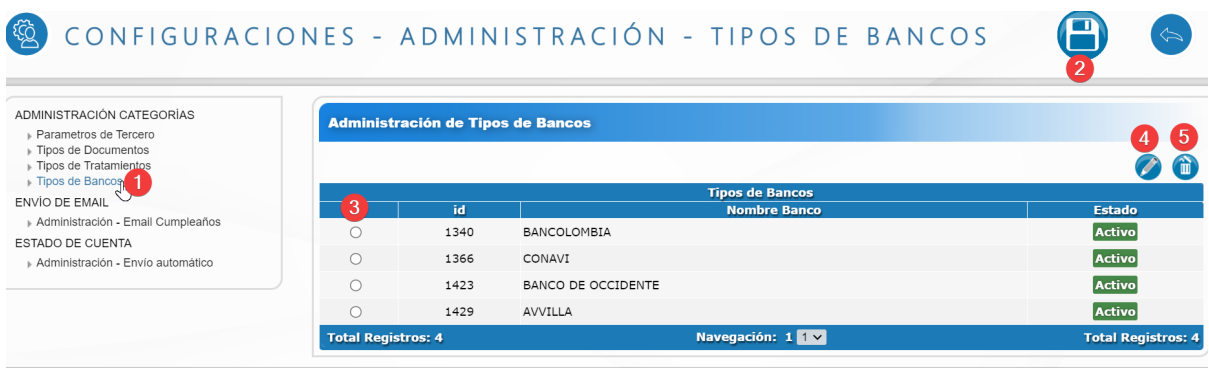 CONFIGURACIONES - ADMINISTRACIÓN - TIPOS DE BANCOS
2
ADMINISTRACIÓN CATEGORÌAS
Parametros de Tercero
Tipos de Documentos
Tipos de Tratamientos
Tipos de Bancos 1
ENVÍO DE EMAIL
Administración - Email Cumpleaños
ESTADO DE CUENTA
Administración - Envío automático
Administración de Tipos de Bancos
4 5
Tipos de Bancos
3 id Nombre Banco Estado
1340 BANCOLOMBIA Activo
1366 CONAVI Activo
1423 BANCO DE OCCIDENTE Activo
1429 AVVILLA Activo
Total Registros: 4 Navegación: 1 1 Total Registros: 4